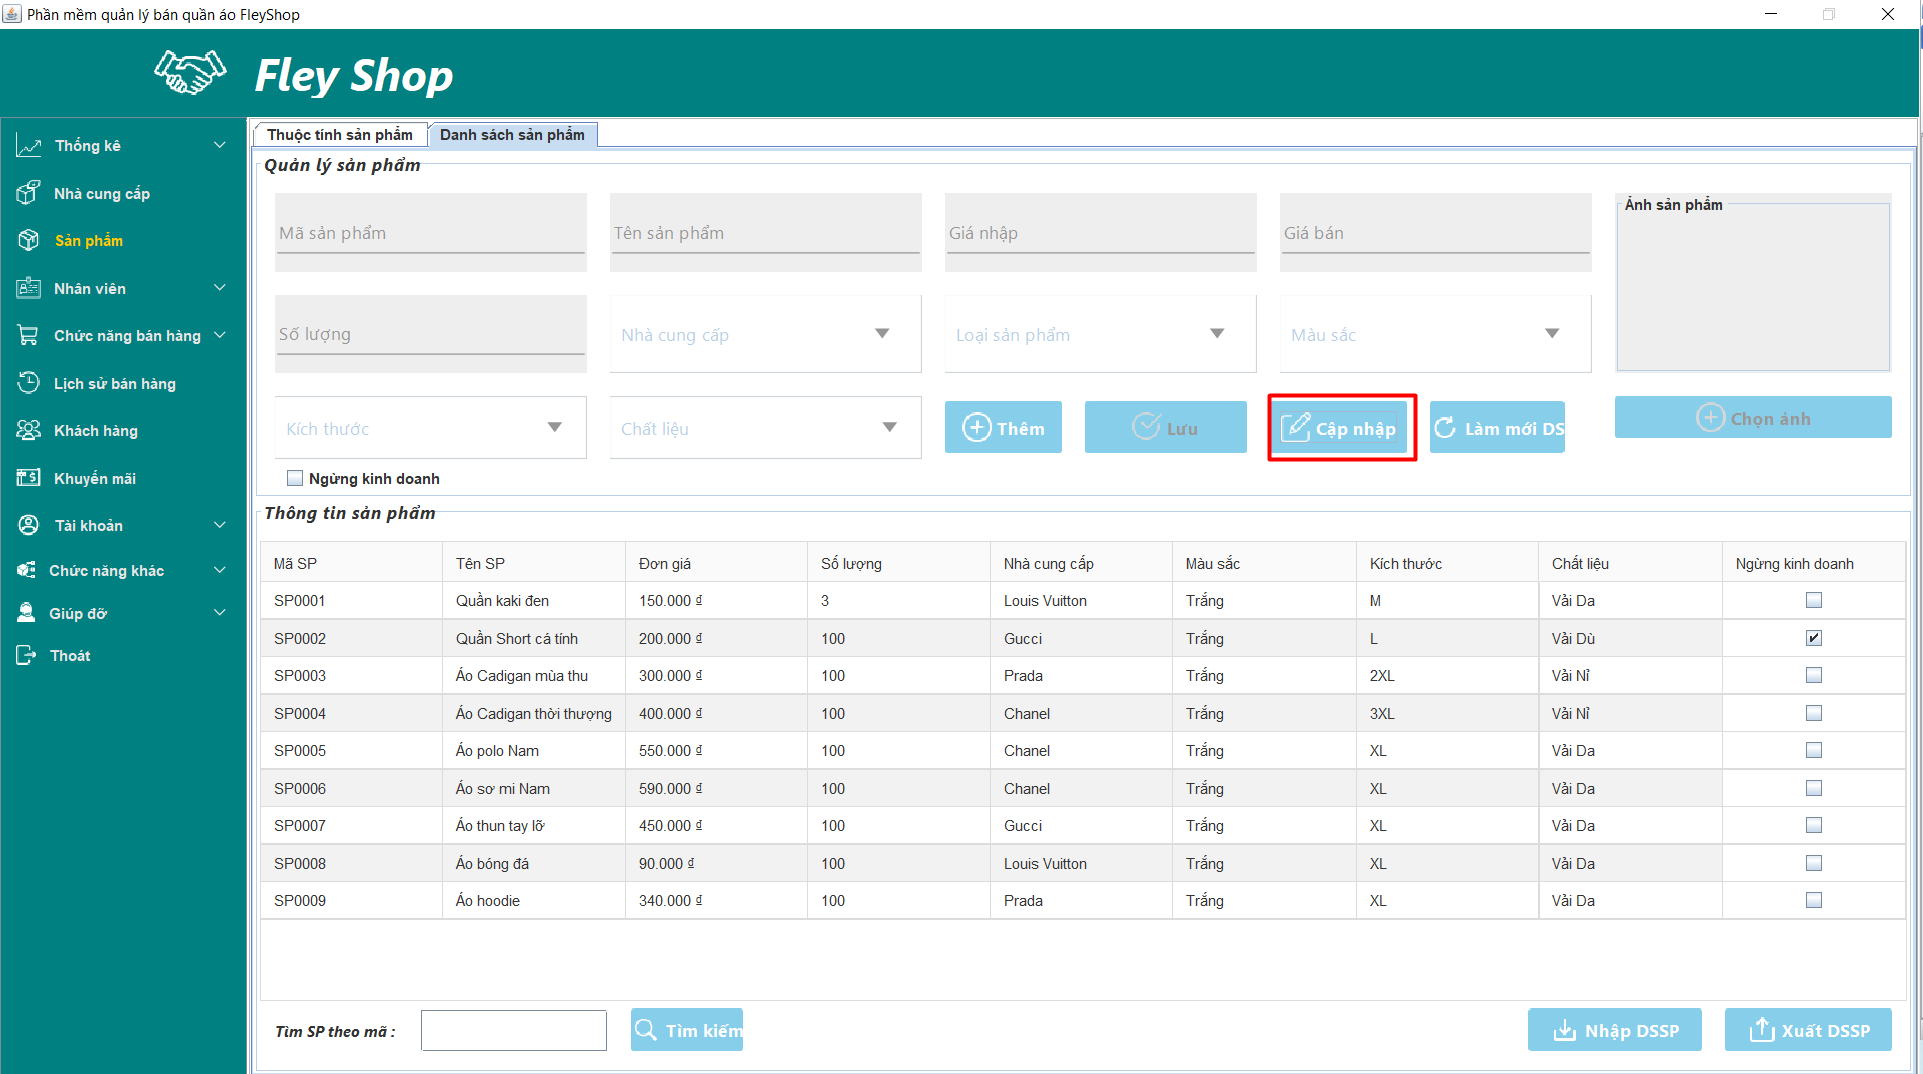 Phần mềm quản lý bán quần áo FleyShop
Fley Shop
Thống kê
Nhà cung cấp
Sản phẩm
Nhân viên
Chức năng bán hàng
Lịch sử bán hàng
Khách hàng
Khuyến mãi
Tài khoản
Chức năng khác
Giúp đỡ
Thoát
Thuộc tính sản phẩm Danh sách sản phẩm
Quản lý sản phẩm
Mã sản phẩm Tên sản phẩm Giá nhập Giá bán Ảnh sản phẩm
Số lượng Nhà cung cấp Loại sản phẩm Màu sắc
Kích thước Chất liệu Thêm Lưu Cập nhập Làm mới DS Chọn ảnh
Ngừng kinh doanh
Thông tin sản phẩm
Mã SP Tên SP Đơn giá Số lượng Nhà cung cấp Màu sắc Kích thước Chất liệu Ngừng kinh doanh
SP0001 Quần kaki đen 150.000 ₫ 3 Louis Vuitton Trắng M Vải Da
SP0002 Quần Short cá tính 200.000 ₫ 100 Gucci Trắng L Vải Dù
SP0003 Áo Cadigan mùa thu 300.000 ₫ 100 Prada Trắng 2XL Vải Nỉ
SP0004 Áo Cadigan thời thượng 400.000 ₫ 100 Chanel Trắng 3XL Vải Nỉ
SP0005 Áo polo Nam 550.000 ₫ 100 Chanel Trắng XL Vải Da
SP0006 Áo sơ mi Nam 590.000 ₫ 100 Chanel Trắng XL Vải Da
SP0007 Áo thun tay lỡ 450.000 ₫ 100 Gucci Trắng XL Vải Da
SP0008 Áo bóng đá 90.000 ₫ 100 Louis Vuitton Trắng XL Vải Da
SP0009 Áo hoodie 340.000 ₫ 100 Prada Trắng XL Vải Da
Tìm SP theo mã : Tìm kiếm Nhập DSSP Xuất DSSP